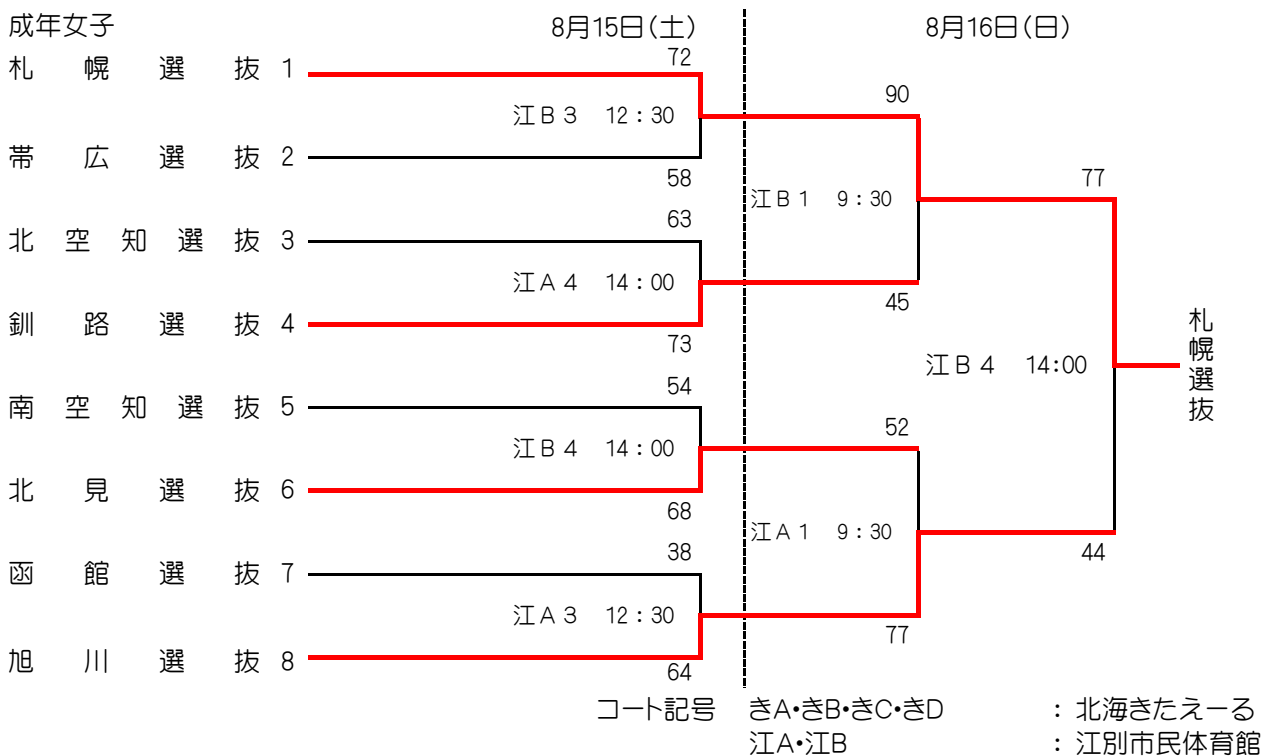 成年女子
8月15日(土)
8月16日(日)
札幌選抜 1
72
江B3 12:30
90
帯広選抜 2
58
江B1 9:30
77
北空知選抜 3
63
江A4 14:00
45
釧路選抜 4
73
江B4 14:00
札幌選抜
南空知選抜 5
54
江B4 14:00
52
北見選抜 6
68
江A1 9:30
44
函館選抜 7
38
江A3 12:30
77
旭川選抜 8
64
コート記号 きA・きB・きC・きD : 北海きたえーる
江A・江B : 江別市民体育館